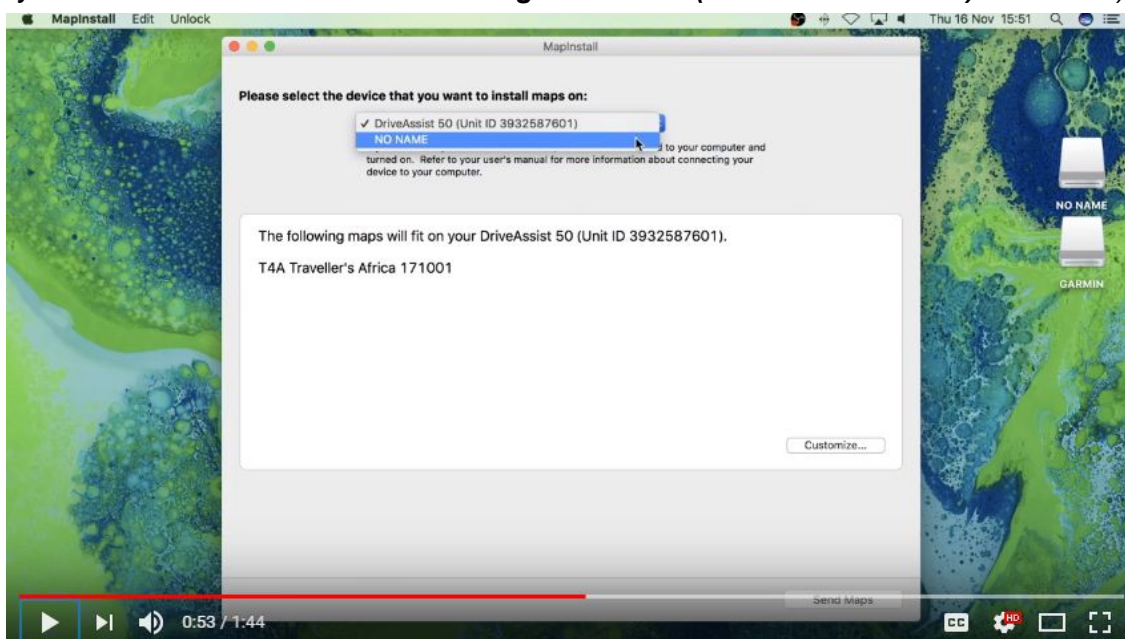 MapInstall Edit Unlock Thu 16 Nov 15:51
MapInstall
Please select the device that you want to install maps on:
✓ DriveAssist 50 (Unit ID 3932587601)
NO NAME
d to your computer and
turned on. Refer to your user's manual for more information about connecting your
device to your computer.
NO NAME
The following maps will fit on your DriveAssist 50 (Unit ID 3932587601).
T4A Traveller's Africa 171001
GARMIN
Customize...
Send Maps
0:53 / 1:44 CC HD